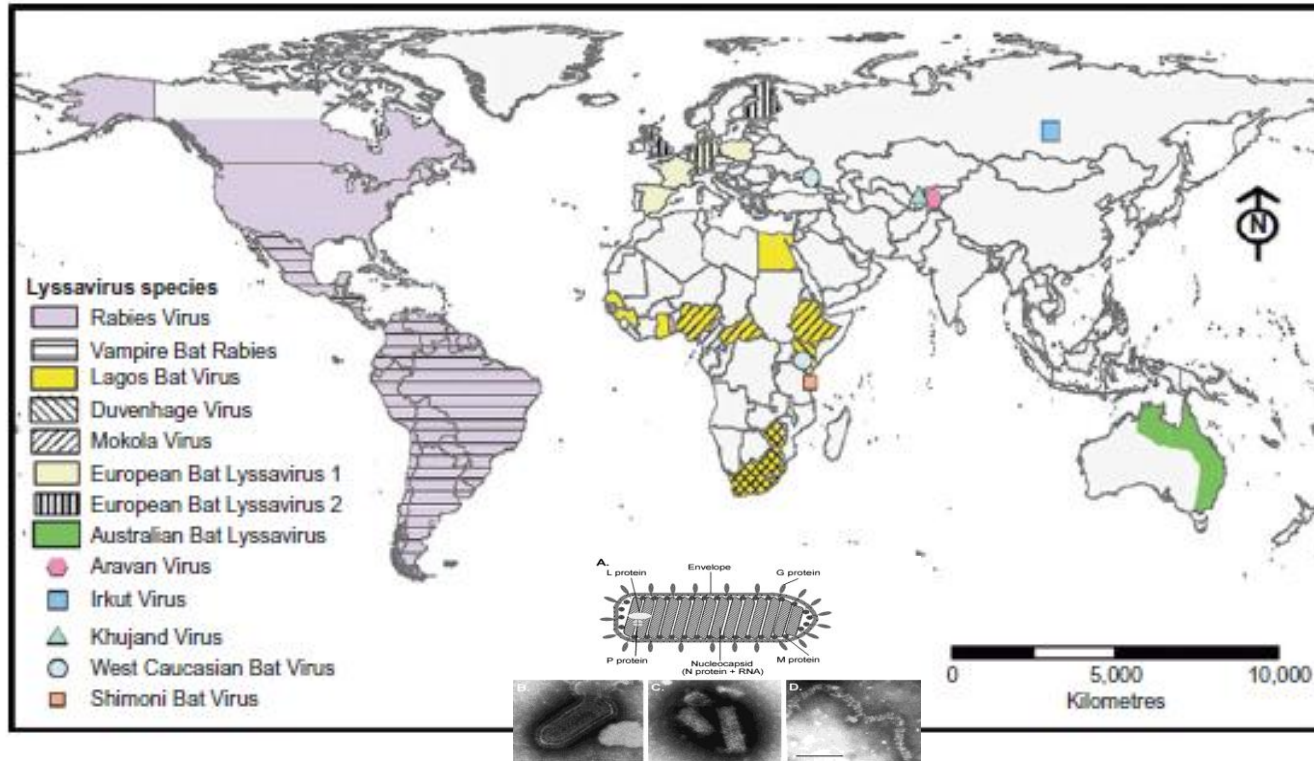 N
Lyssavirus species
Rabies Virus
Vampire Bat Rabies
Lagos Bat Virus
Duvenhage Virus
Mokola Virus
European Bat Lyssavirus 1
European Bat Lyssavirus 2
Australian Bat Lyssavirus
Aravan Virus
Irkut Virus
Khujand Virus
West Caucasian Bat Virus
Shimoni Bat Virus
A.
L protein
Envelope
G protein
P protein
Nucleocapsid
(N protein + RNA)
M protein
B.
C.
D.
0 5,000 10,000
Kilometres